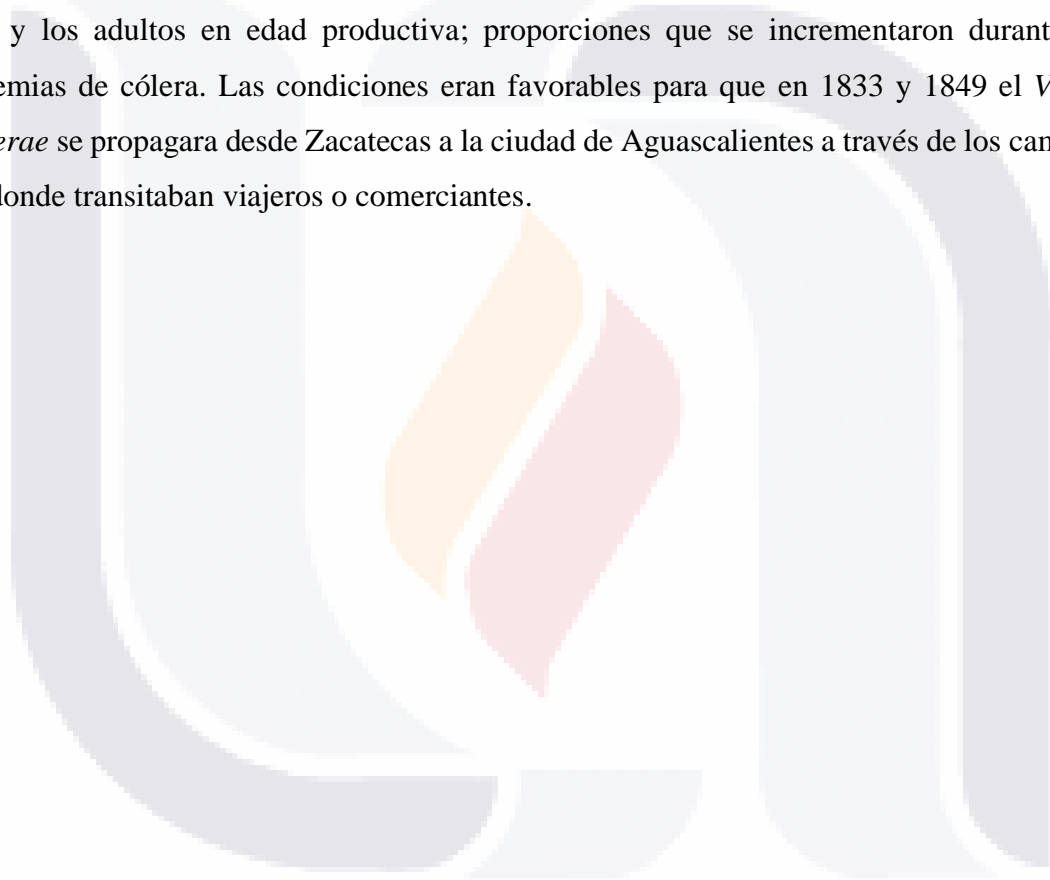 y los adultos en edad productiva; proporciones que se incrementaron durant
emias de cólera. Las condiciones eran favorables para que en 1833 y 1849 el V
erae se propagara desde Zacatecas a la ciudad de Aguascalientes a través de los cam
donde transitaban viajeros o comerciantes.